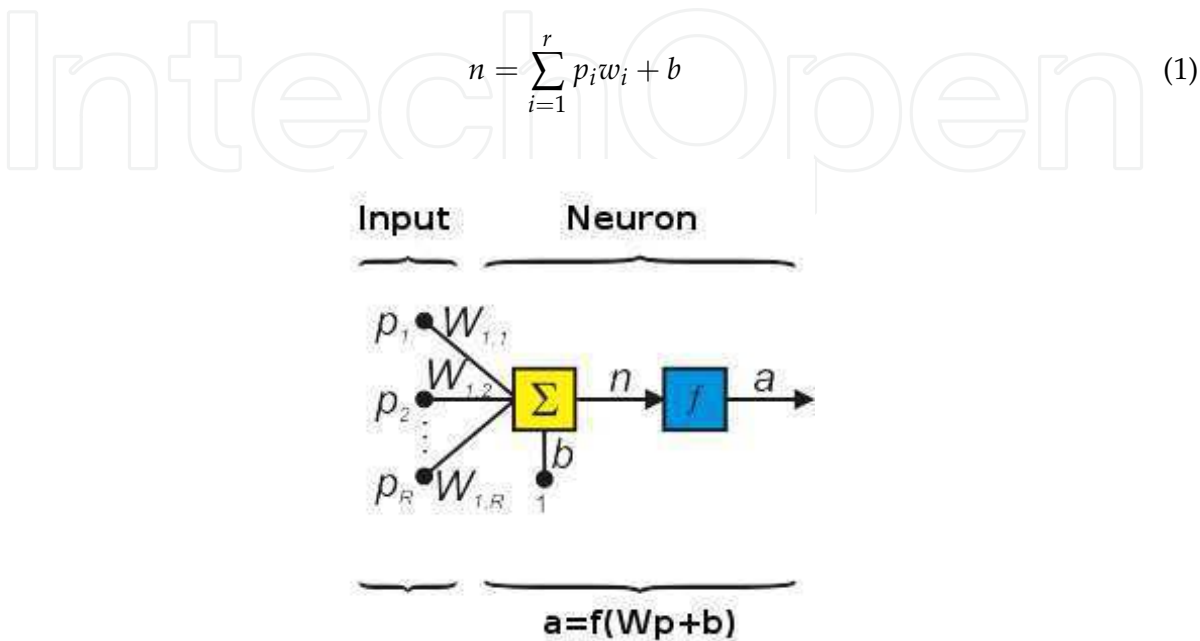 IntechOpen
n = \sum_{i=1}^{r} p_i w_i + b (1)
Input Neuron
p_1 W_{1,1}
W_{1,2} n f a
p_2 Σ
b
p_R W_{1,R} 1
a=f(Wp+b)